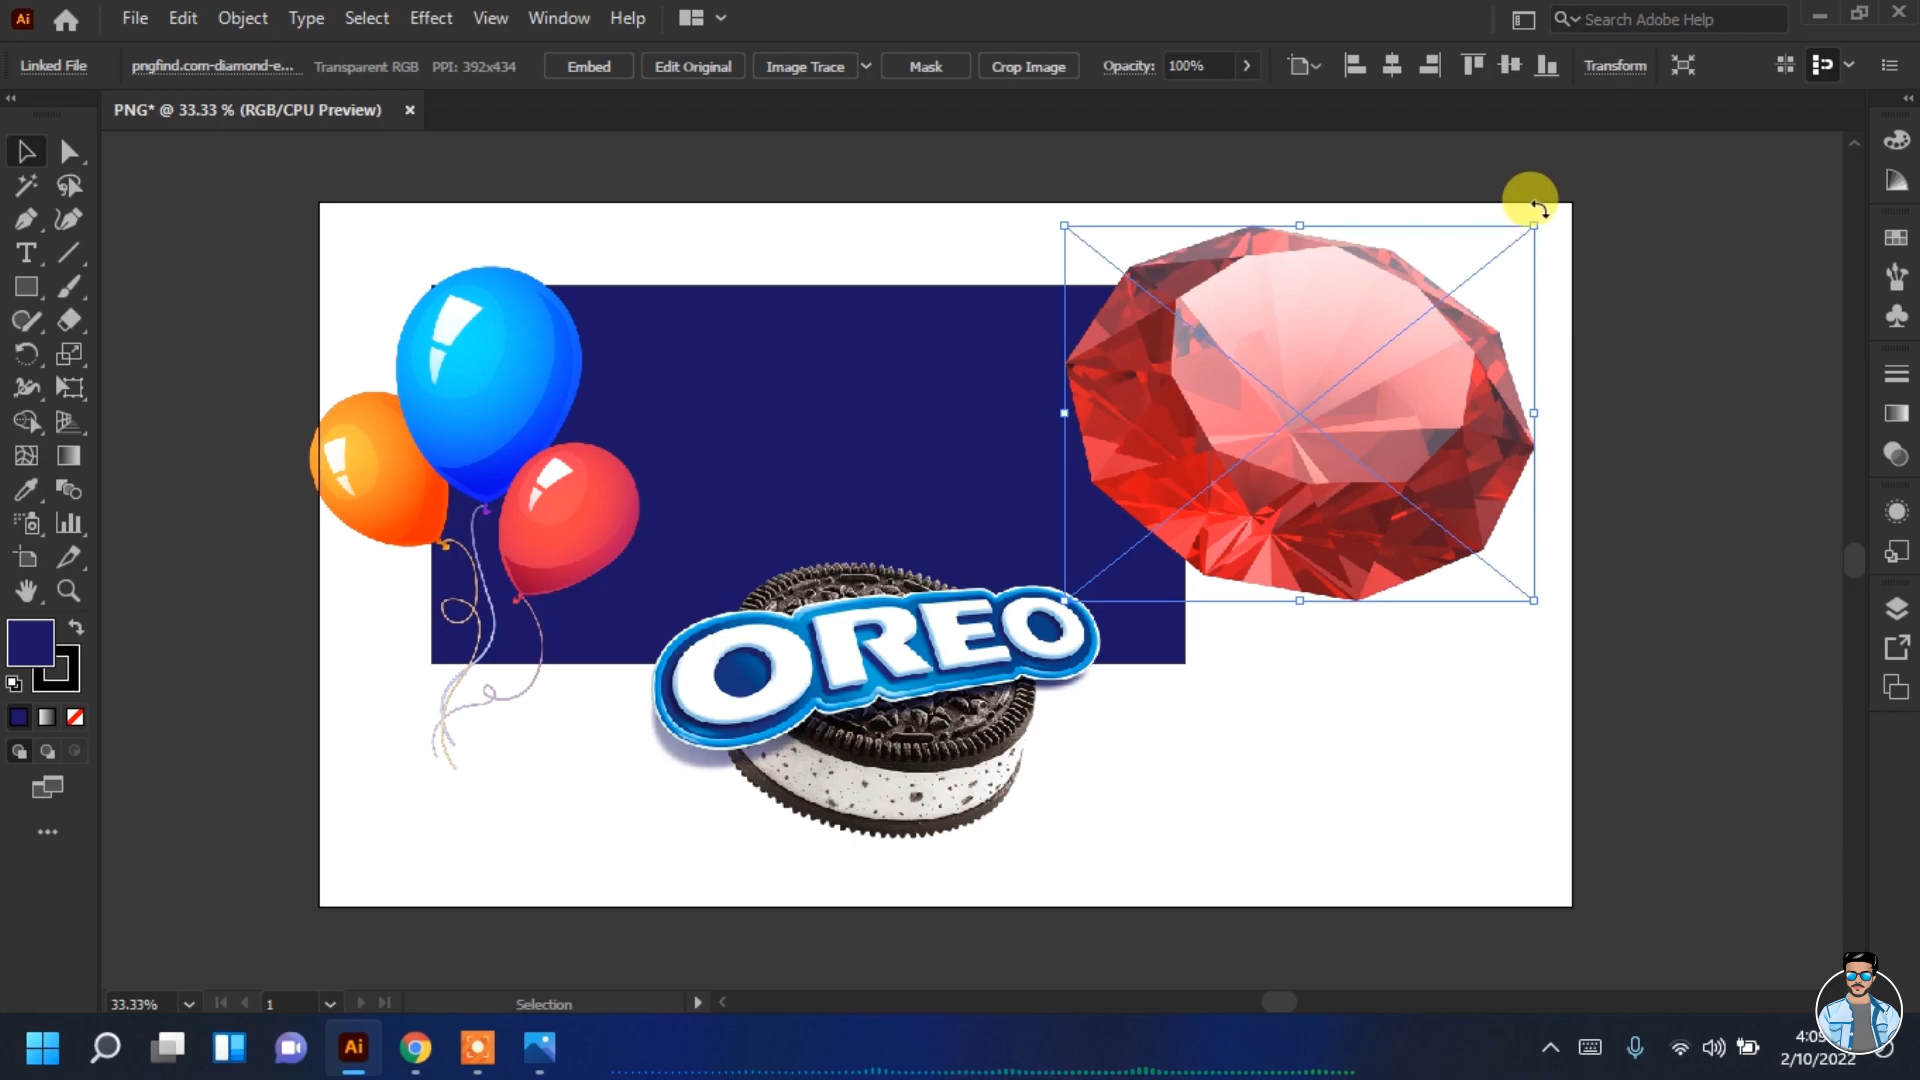 Ai File Edit Object Type Select Effect View Window Help Search Adobe Help
Linked File pngfind.com-diamond-e... Transparent RGB PPI: 392x434 Embed Edit Original Image Trace Mask Crop Image Opacity: 100% Transform
PNG* @ 33.33 % (RGB/CPU Preview)
OREO
33.33% 1 Selection
Ai
2/10/2022